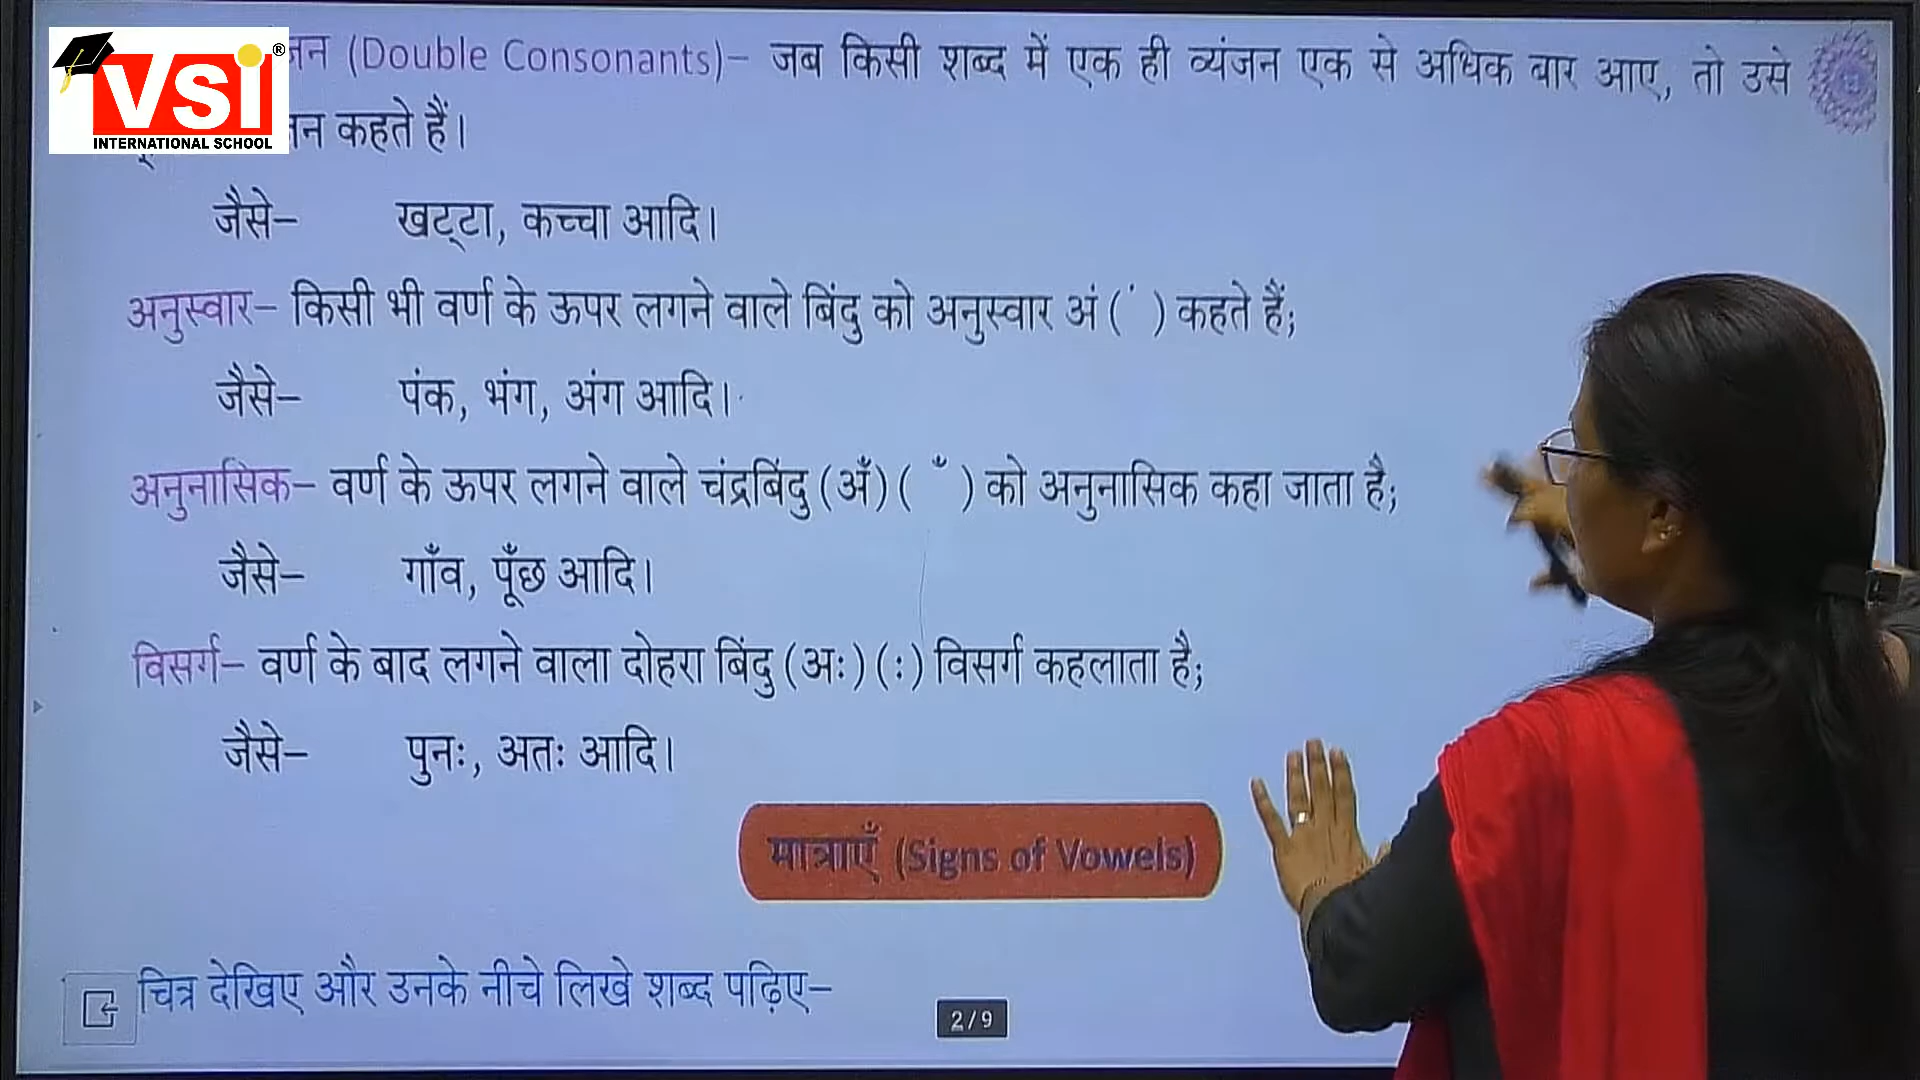 VSI ®
INTERNATIONAL SCHOOL
(Double Consonants)– जब किसी शब्द में एक ही व्यंजन एक से अधिक बार आए, तो उसे
कहते हैं।
जैसे– खट्‌टा, कच्चा आदि।
अनुस्वार– किसी भी वर्ण के ऊपर लगने वाले बिंदु को अनुस्वार अं ( ं ) कहते हैं;
जैसे– पंक, भंग, अंग आदि।
अनुनासिक– वर्ण के ऊपर लगने वाले चंद्रबिंदु (अँ) ( ँ ) को अनुनासिक कहा जाता है;
जैसे– गाँव, पूँछ आदि।
विसर्ग– वर्ण के बाद लगने वाला दोहरा बिंदु (अः) (ः) विसर्ग कहलाता है;
जैसे– पुनः, अतः आदि।
मात्राएँ (Signs of Vowels)
चित्र देखिए और उनके नीचे लिखे शब्द पढ़िए–
2/9